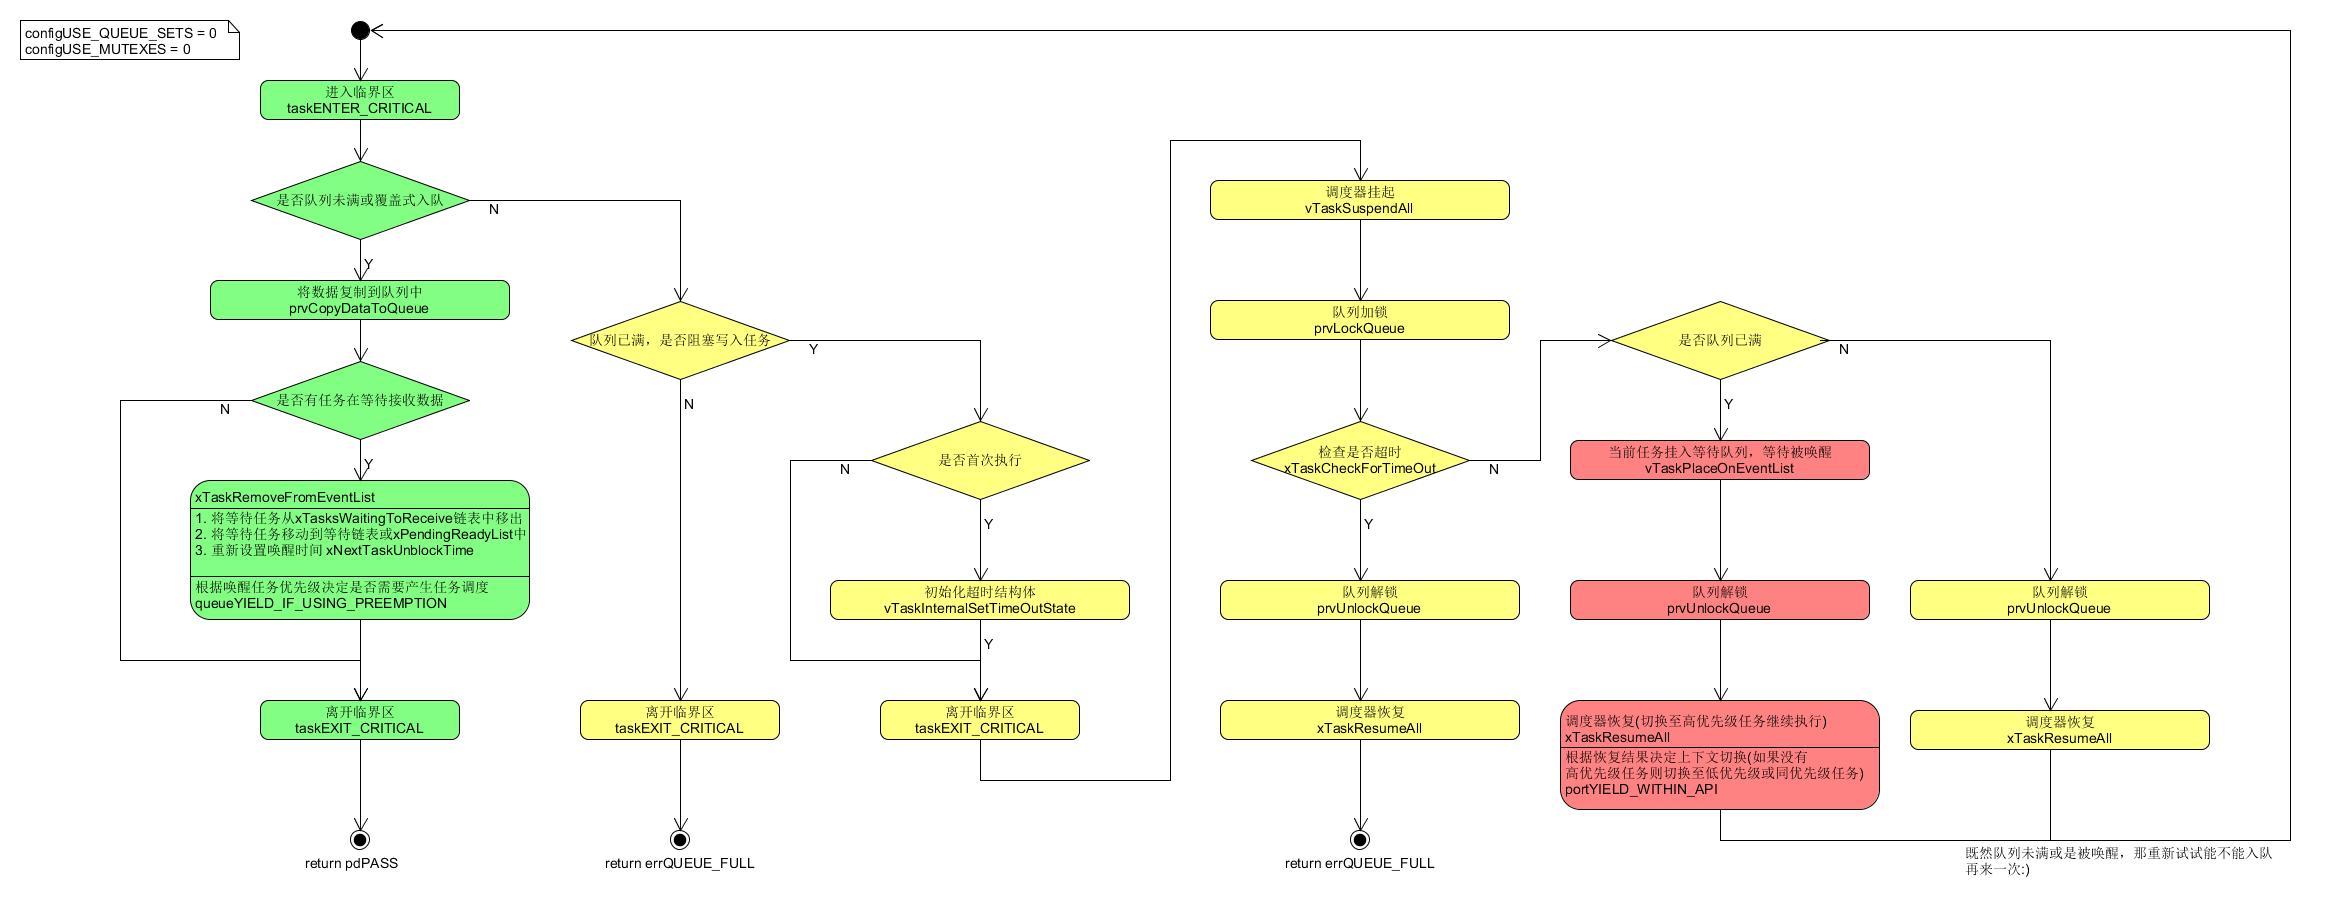 configUSE_QUEUE_SETS = 0
configUSE_MUTEXES = 0
进入临界区
taskENTER_CRITICAL
是否队列未满或覆盖式入队
N
Y
将数据复制到队列中
prvCopyDataToQueue
是否有任务在等待接收数据
N
Y
xTaskRemoveFromEventList
1. 将等待任务从xTasksWaitingToReceive链表中移出
2. 将等待任务移动到等待链表或xPendingReadyList中
3. 重新设置唤醒时间 xNextTaskUnblockTime
根据唤醒任务优先级决定是否需要产生任务调度
queueYIELD_IF_USING_PREEMPTION
离开临界区
taskEXIT_CRITICAL
return pdPASS
队列已满，是否阻塞写入任务
Y
N
离开临界区
taskEXIT_CRITICAL
return errQUEUE_FULL
是否首次执行
N
Y
初始化超时结构体
vTaskInternalSetTimeOutState
Y
离开临界区
taskEXIT_CRITICAL
调度器挂起
vTaskSuspendAll
队列加锁
prvLockQueue
检查是否超时
xTaskCheckForTimeOut
N
Y
队列解锁
prvUnlockQueue
调度器恢复
xTaskResumeAll
return errQUEUE_FULL
是否队列已满
N
Y
当前任务挂入等待队列，等待被唤醒
vTaskPlaceOnEventList
队列解锁
prvUnlockQueue
调度器恢复(切换至高优先级任务继续执行)
xTaskResumeAll
根据恢复结果决定上下文切换(如果没有
高优先级任务则切换至低优先级或同优先级任务)
portYIELD_WITHIN_API
队列解锁
prvUnlockQueue
调度器恢复
xTaskResumeAll
既然队列未满或是被唤醒，那重新试试能不能入队
再来一次:)